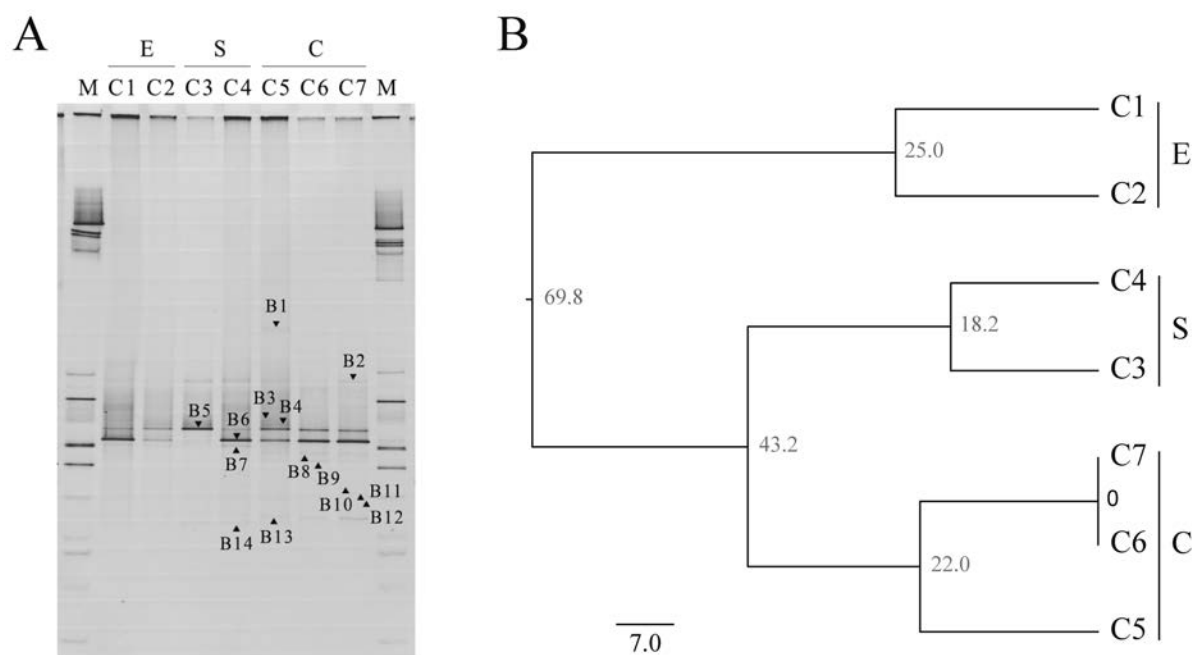 A
E S C
M C1 C2 C3 C4 C5 C6 C7 M
B1
B2
B3 B4
B5 B6
B7
B8 B9
B10 B11
B12
B14 B13
B
C1
25.0 E
C2
69.8
C4
18.2 S
C3
43.2
C7
0
C6 C
22.0
C5
7.0